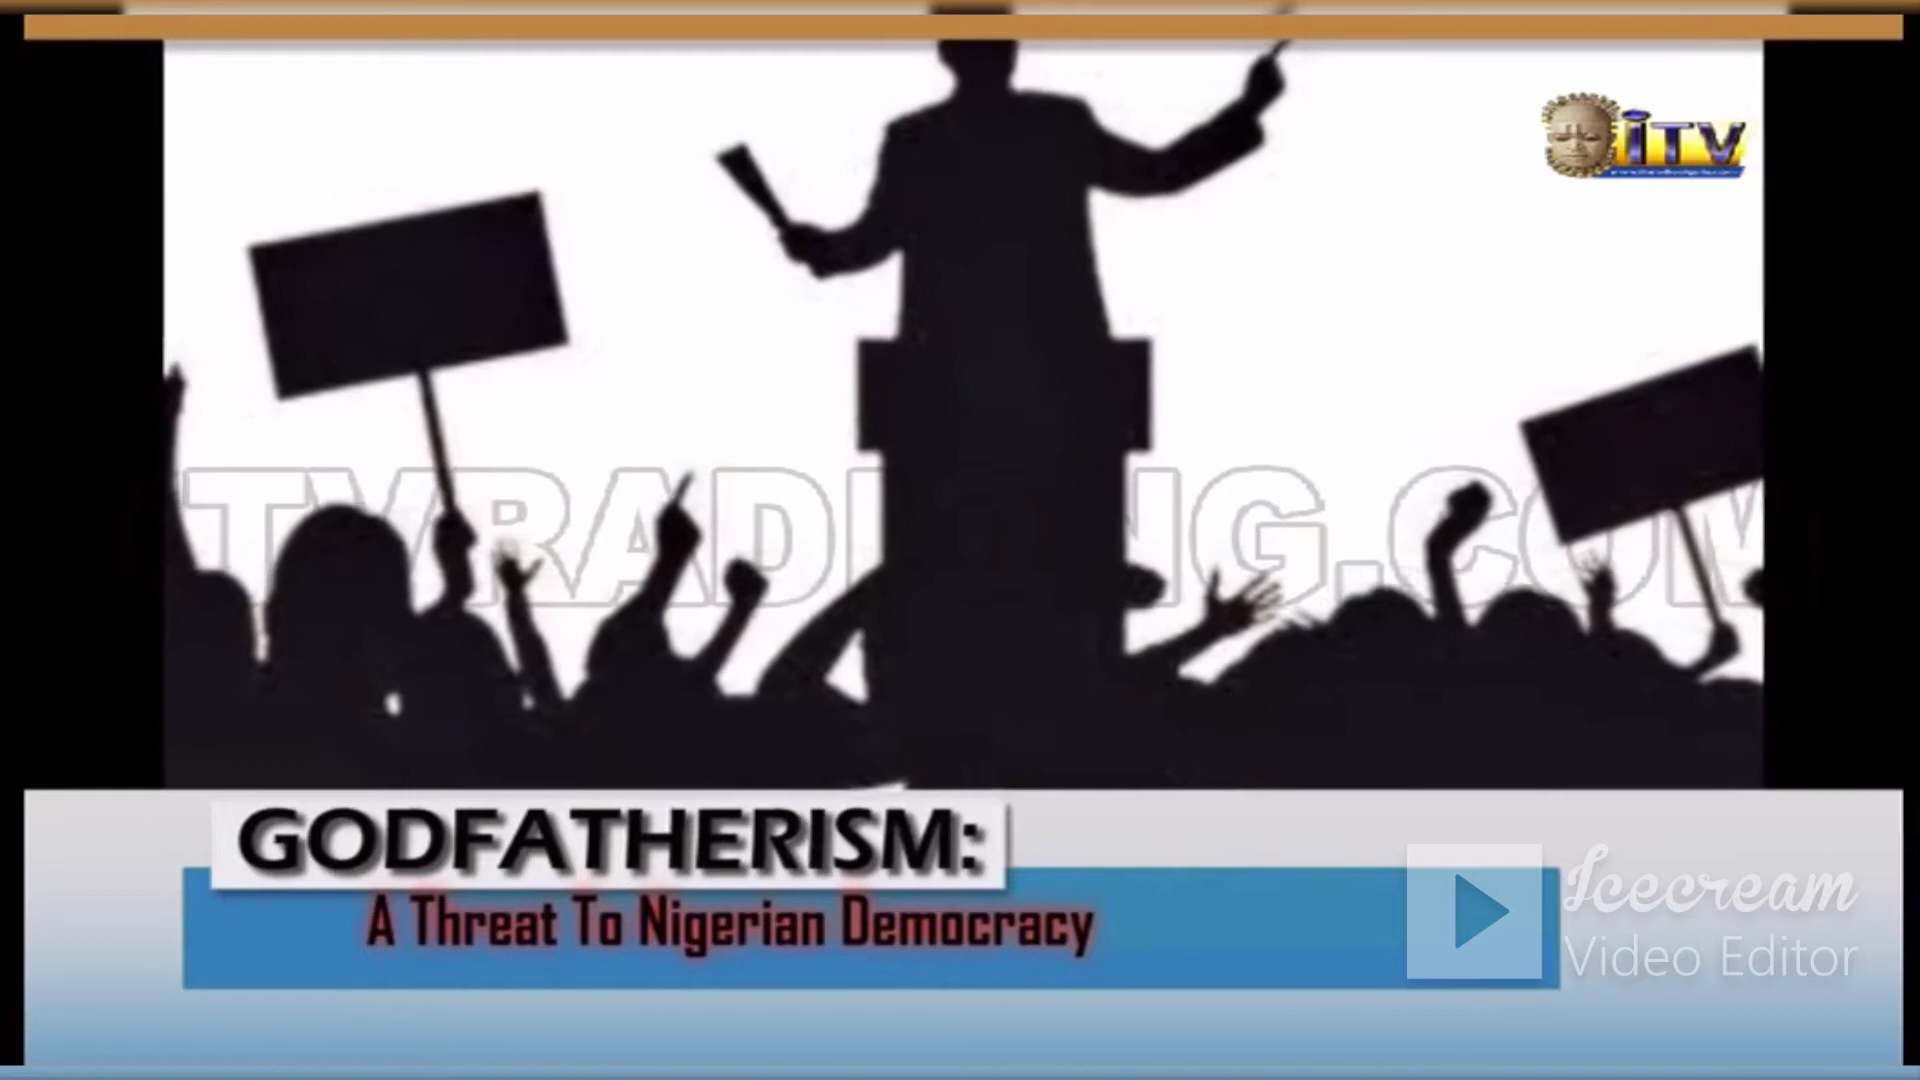 iTV
GODFATHERISM:
A Threat To Nigerian Democracy
Icecream
Video Editor